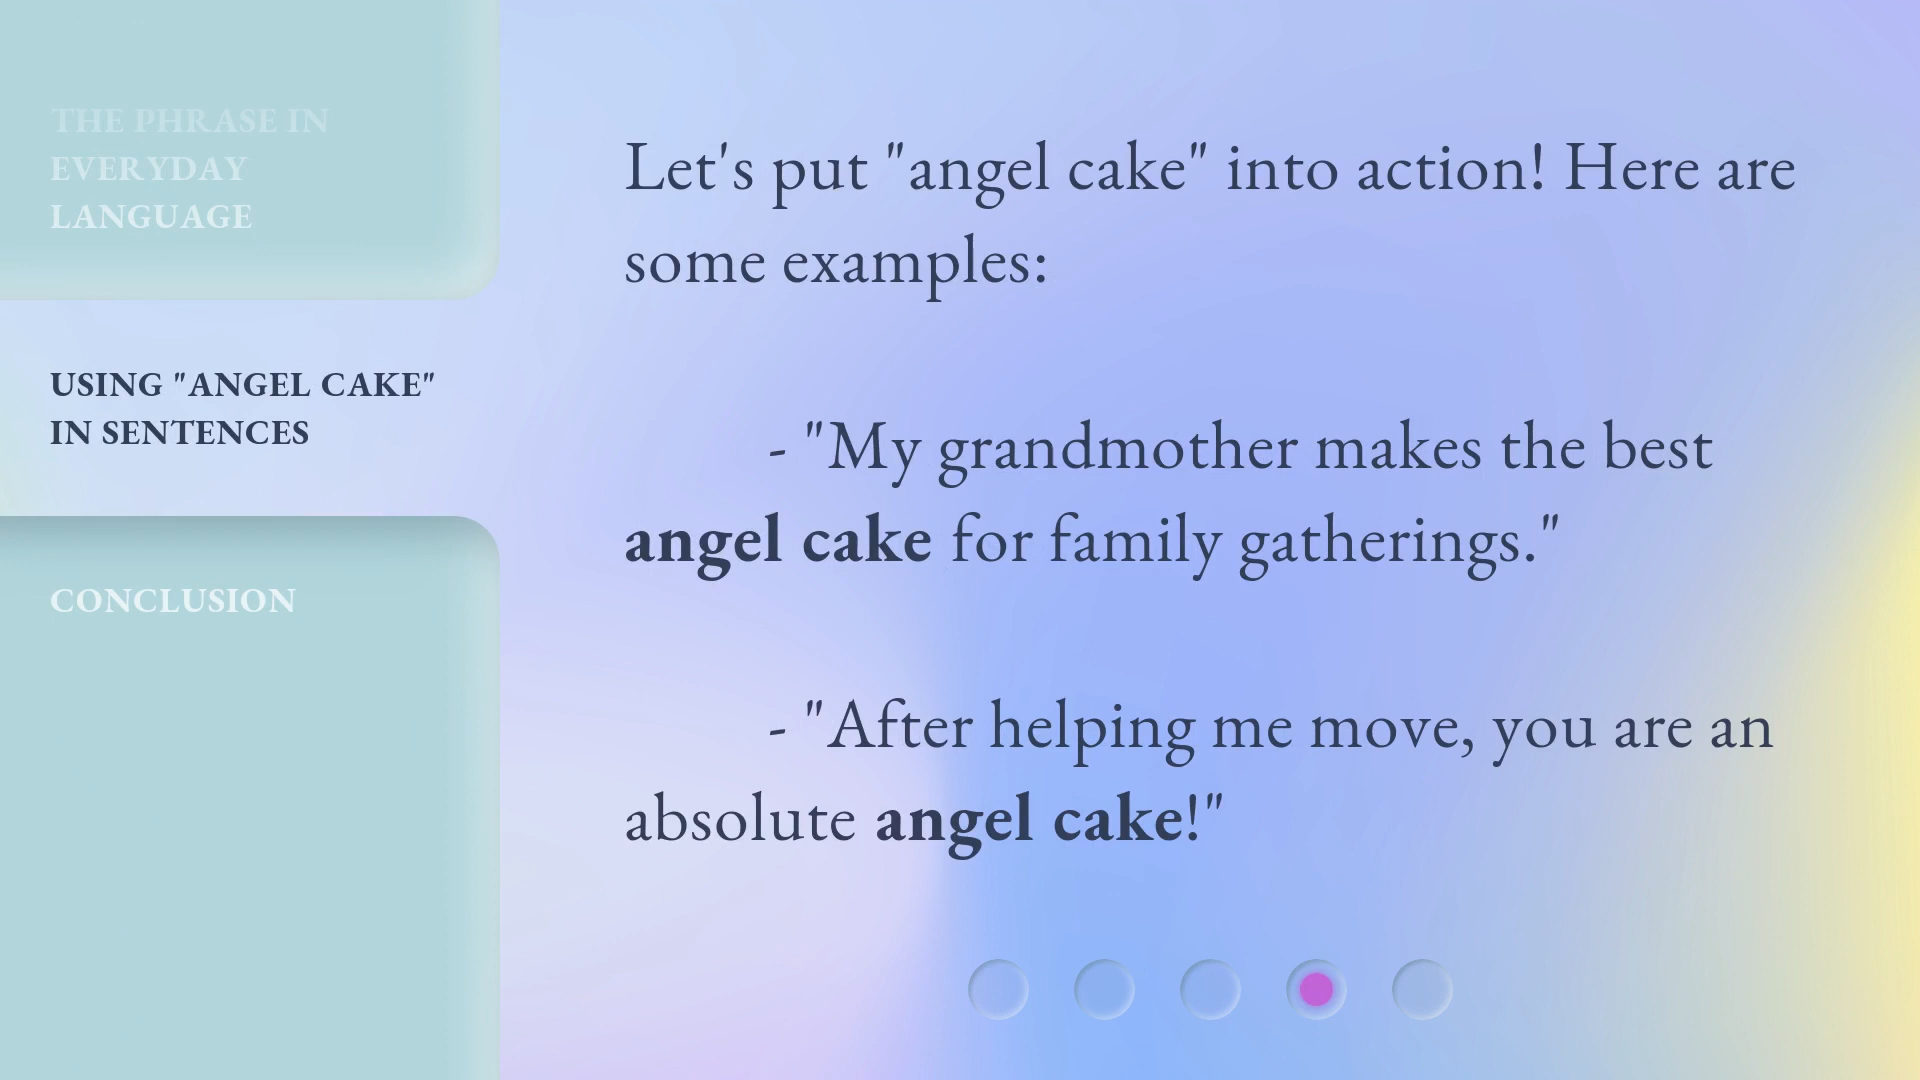 THE PHRASE IN
EVERYDAY
LANGUAGE
USING "ANGEL CAKE"
IN SENTENCES
CONCLUSION
Let's put "angel cake" into action! Here are
some examples:
- "My grandmother makes the best
angel cake for family gatherings."
- "After helping me move, you are an
absolute angel cake!"